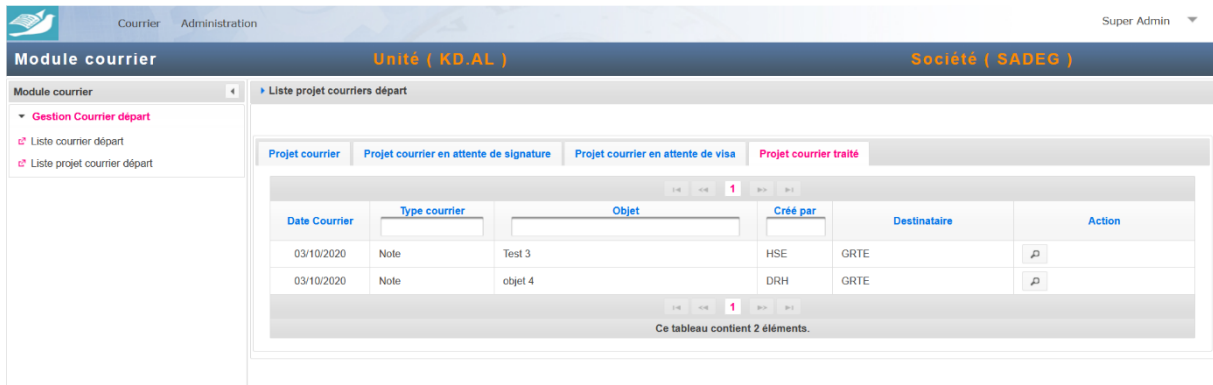 Courrier Administration Super Admin
Module courrier Unité ( KD.AL ) Société ( SADEG )
Module courrier
Gestion Courrier départ
Liste courrier départ
Liste projet courrier départ
Liste projet courriers départ
Projet courrier Projet courrier en attente de signature Projet courrier en attente de visa Projet courrier traité
1
Date Courrier Type courrier Objet Créé par Destinataire Action
03/10/2020 Note Test 3 HSE GRTE
03/10/2020 Note objet 4 DRH GRTE
1
Ce tableau contient 2 éléments.